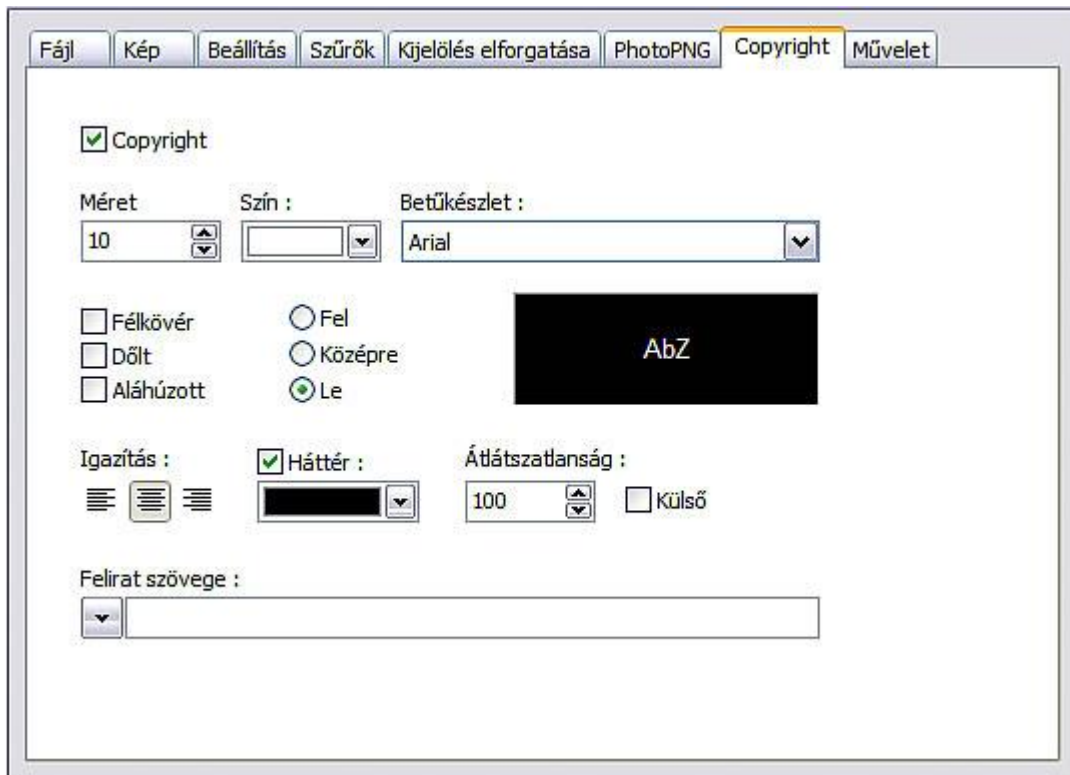 Fájl Kép Beállítás Szűrők Kijelölés elforgatása PhotoPNG Copyright Művelet
Copyright
Méret Szín : Betűkészlet :
10 Arial
Félkövér Fel
Dőlt Középre AbZ
Aláhúzott Le
Igazítás : Háttér : Átlátszatlanság :
100 Külső
Felirat szövege :